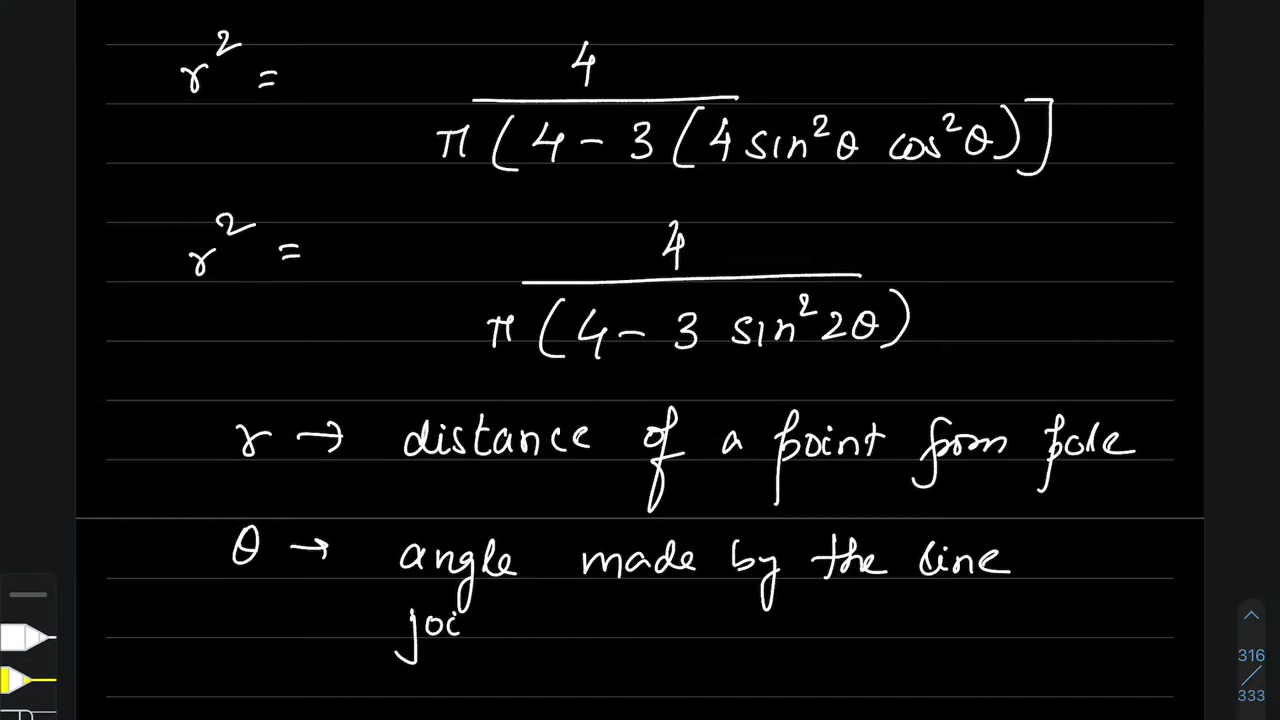 r² =
4
π ( 4 - 3 ( 4 sin²θ cos²θ ) ]
r² =
4
π ( 4 - 3 sin²2θ )
r → distance of a point from pole
θ → angle made by the line
joi
316
/
333